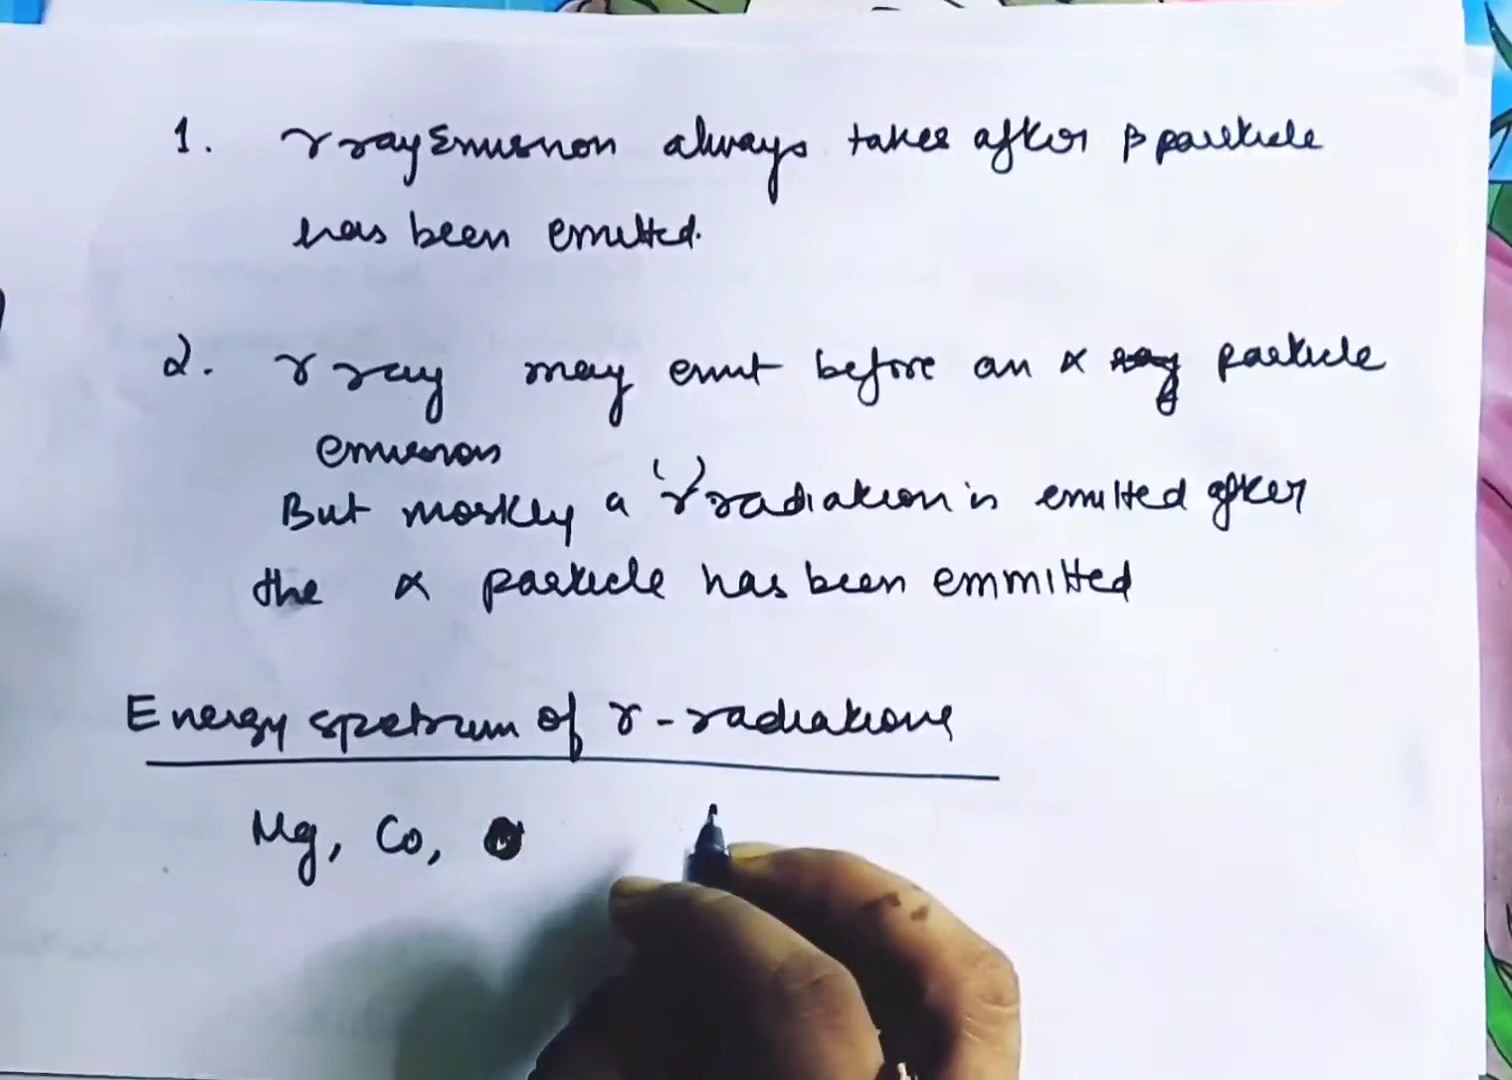 1. γ ray Emission always takes after β particle
has been emitted.
2. γ ray may emit before an α particle
emission
But mostly a (γ) radiation is emitted after
the α particle has been emmitted
Energy spetrum of γ-radiations
Mg, Co,